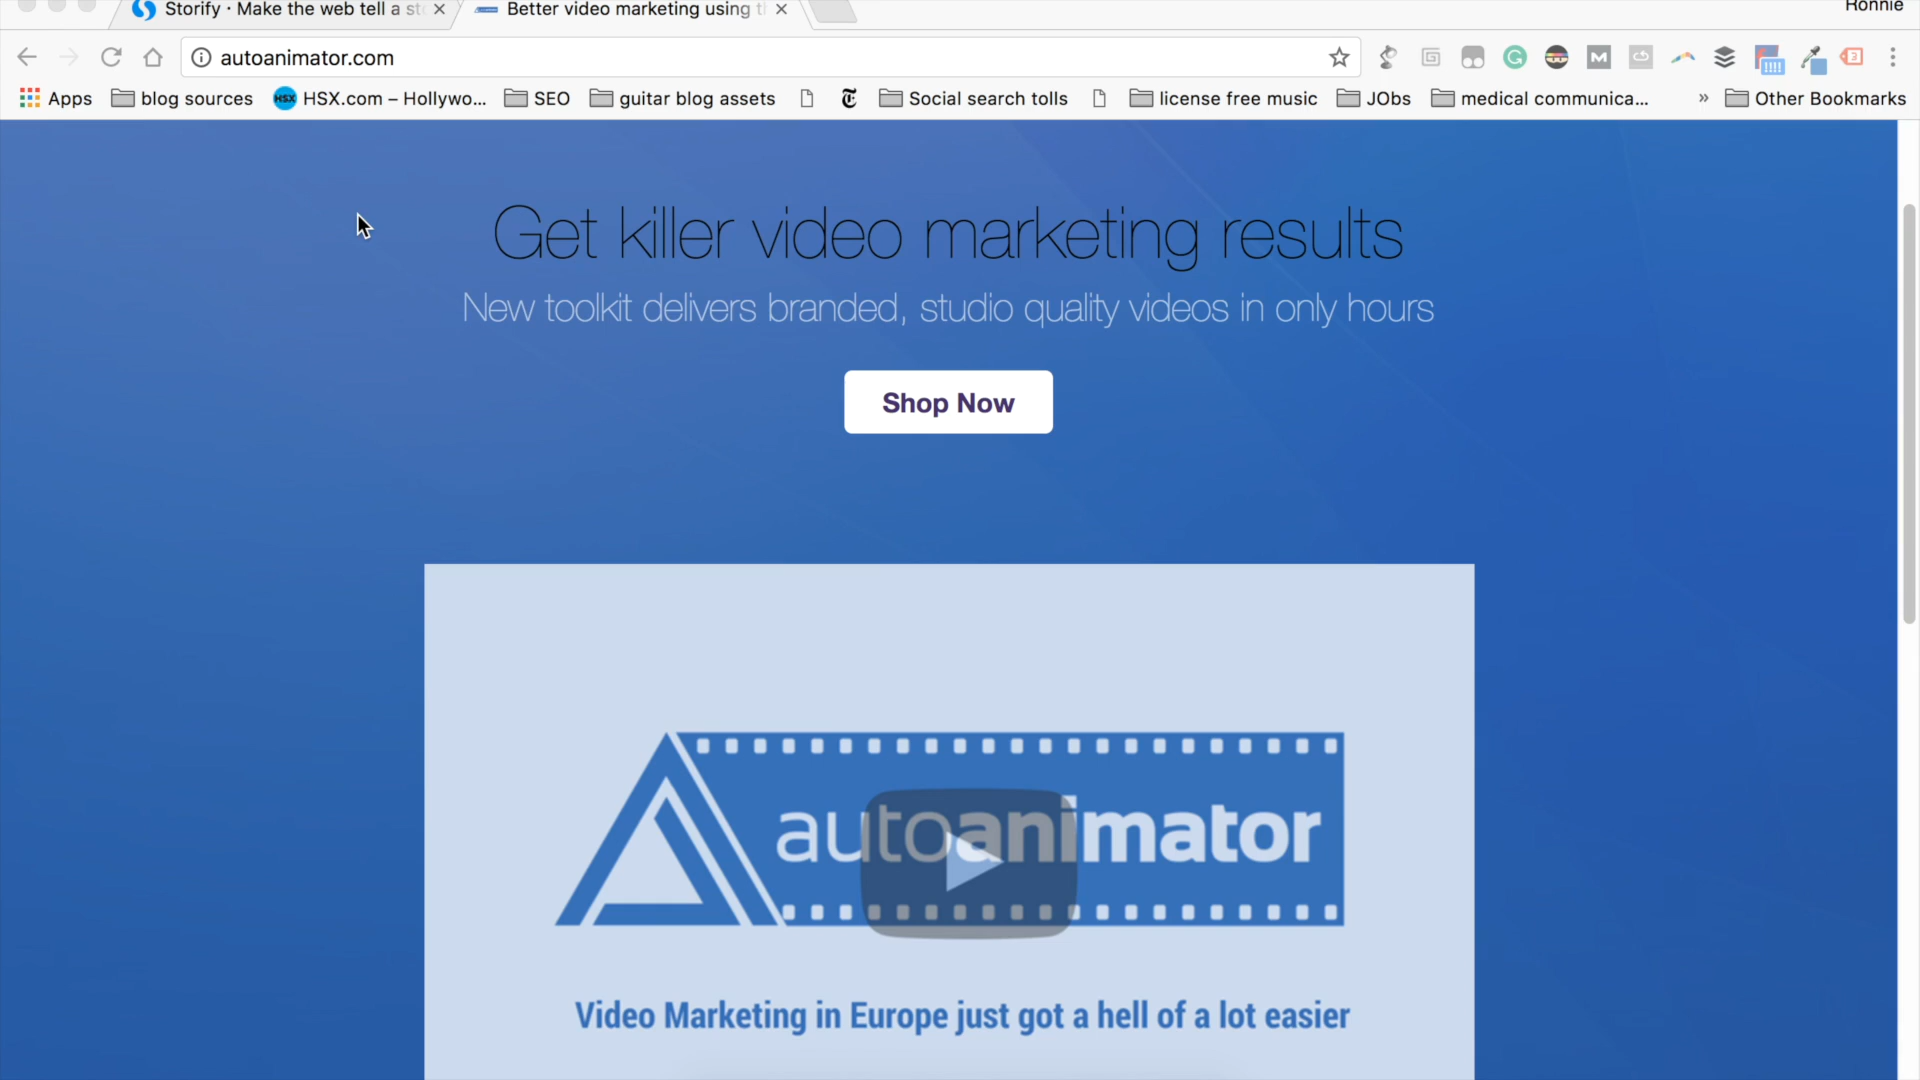 Storify · Make the web tell a st
Better video marketing using t
Ronnie
autoanimator.com
Apps blog sources HSX.com – Hollywo... SEO guitar blog assets Social search tolls license free music JObs medical communica... » Other Bookmarks
Get killer video marketing results
New toolkit delivers branded, studio quality videos in only hours
Shop Now
autoanimator
Video Marketing in Europe just got a hell of a lot easier